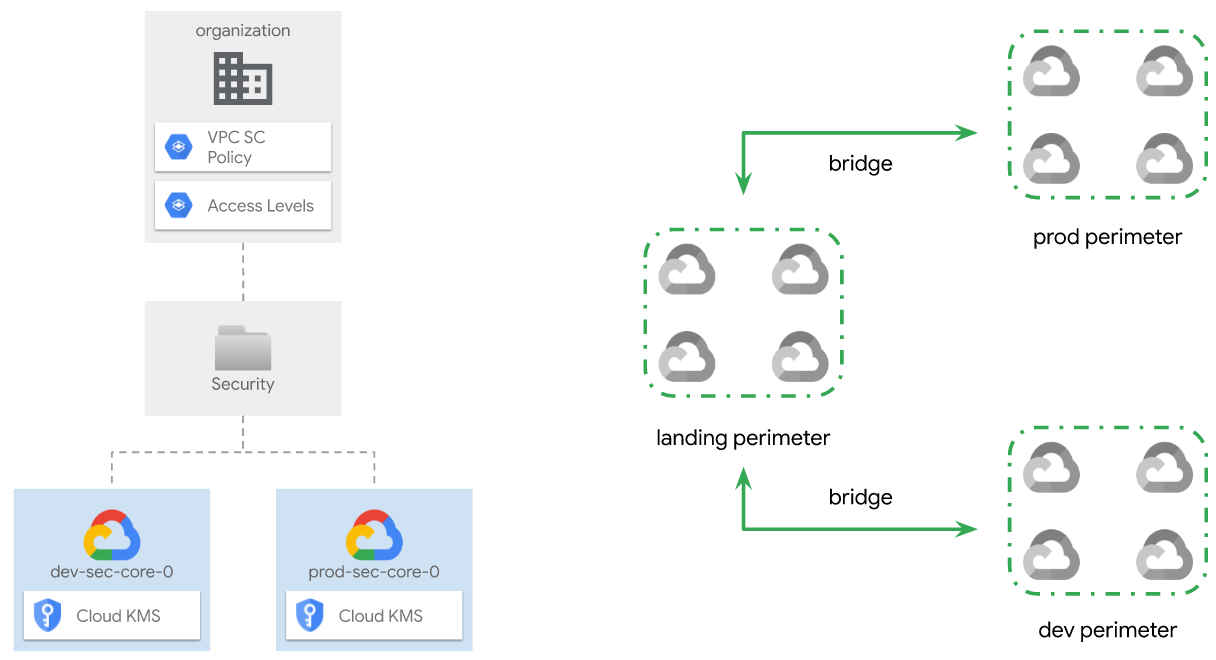 organization
VPC SC
Policy
Access Levels
Security
dev-sec-core-0
Cloud KMS
prod-sec-core-0
Cloud KMS
bridge
prod perimeter
landing perimeter
bridge
dev perimeter